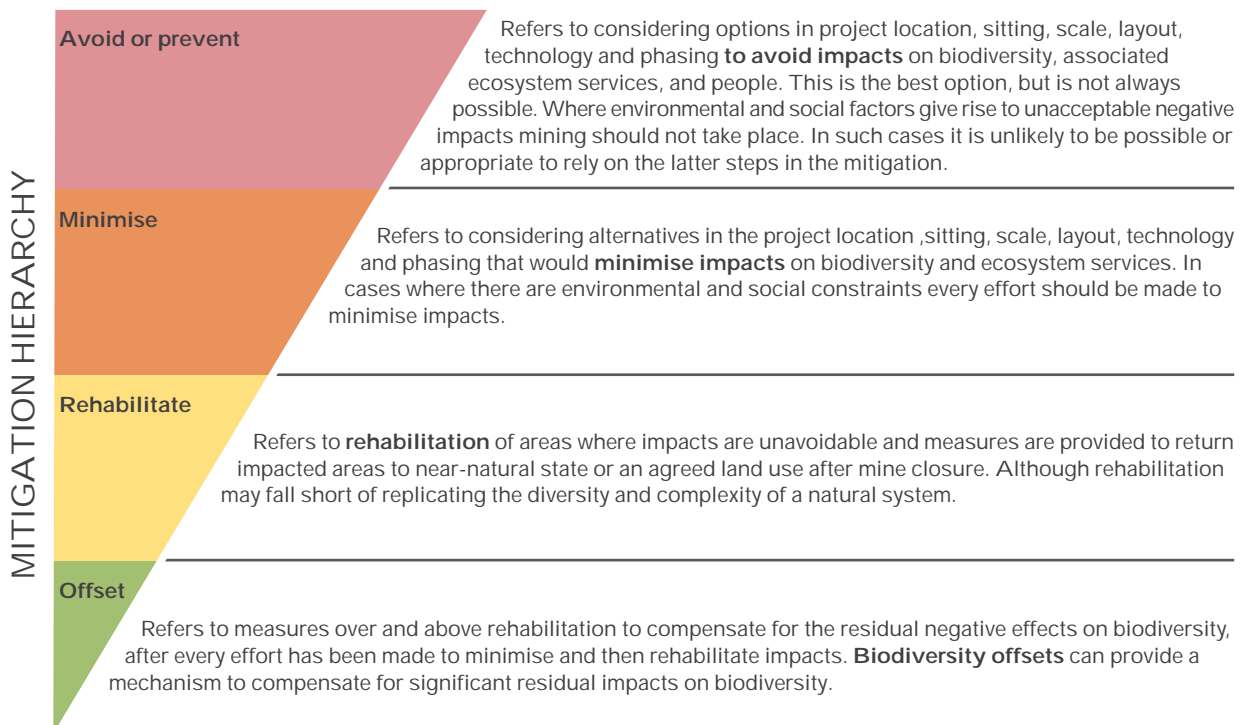 MITIGATION HIERARCHY
Avoid or prevent
Refers to considering options in project location, sitting, scale, layout,
technology and phasing to avoid impacts on biodiversity, associated
ecosystem services, and people. This is the best option, but is not always
possible. Where environmental and social factors give rise to unacceptable negative
impacts mining should not take place. In such cases it is unlikely to be possible or
appropriate to rely on the latter steps in the mitigation.
Minimise
Refers to considering alternatives in the project location ,sitting, scale, layout, technology
and phasing that would minimise impacts on biodiversity and ecosystem services. In
cases where there are environmental and social constraints every effort should be made to
minimise impacts.
Rehabilitate
Refers to rehabilitation of areas where impacts are unavoidable and measures are provided to return
impacted areas to near-natural state or an agreed land use after mine closure. Although rehabilitation
may fall short of replicating the diversity and complexity of a natural system.
Offset
Refers to measures over and above rehabilitation to compensate for the residual negative effects on biodiversity,
after every effort has been made to minimise and then rehabilitate impacts. Biodiversity offsets can provide a
mechanism to compensate for significant residual impacts on biodiversity.